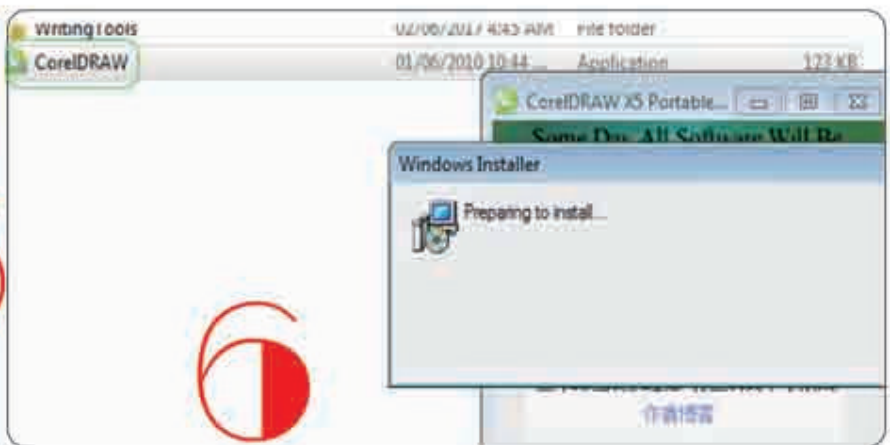 WritingTools 02/06/2017 4:45 AM File folder
CorelDRAW 01/06/2010 10:44 ... Application 123 KB
CorelDRAW X5 Portable...
Some Day, All Software Will Be
Windows Installer
Preparing to install...
6